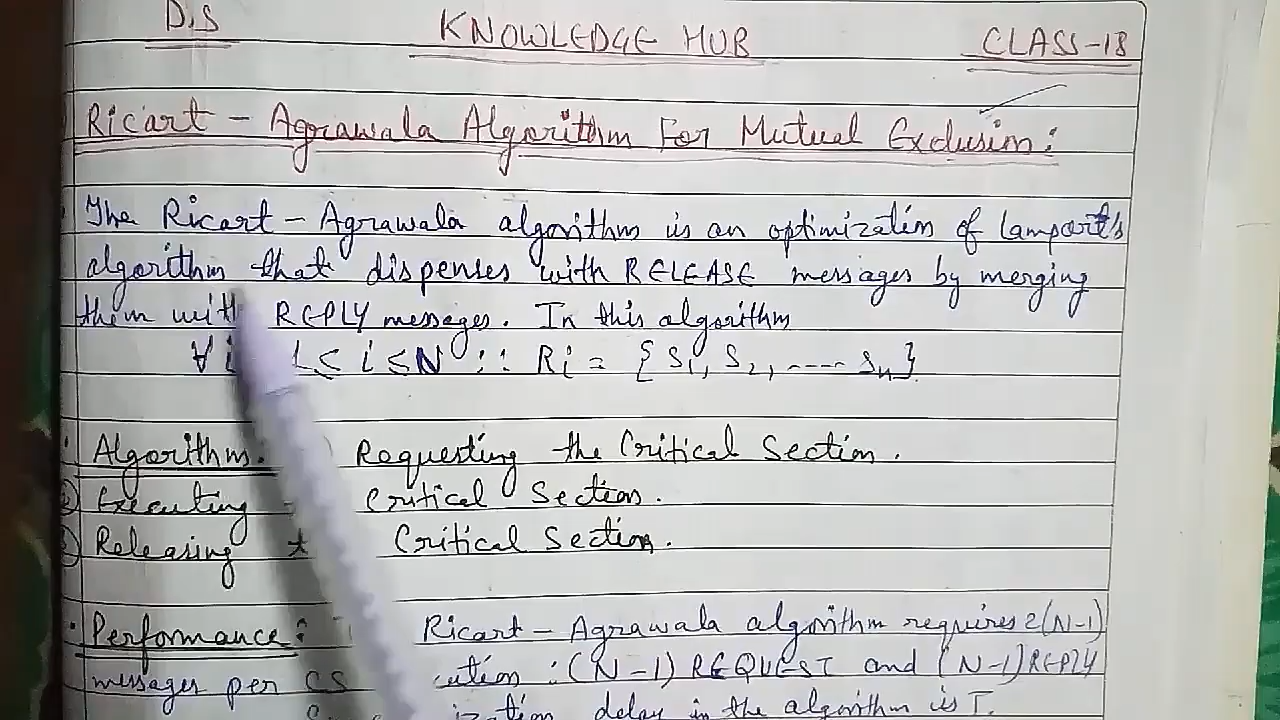 D.S KNOWLEDGE HUB CLASS-18
Ricart - Agrawala Algorithm For Mutual Exclusion:
The Ricart - Agrawala algorithm is an optimization of Lamport's
algorithm that dispenses with RELEASE messages by merging
them with REPLY messages. In this algorithm
∀i 1 ≤ i ≤ N :: Ri = {S1, S2, ---- Sn}
Algorithm. Requesting the Critical Section.
② Executing Critical Section.
③ Releasing Critical Section.
Performance: Ricart - Agrawala algorithm requires 2(N-1)
messages per CS : (N-1) REQUEST and (N-1) REPLY
delay in the algorithm is T.